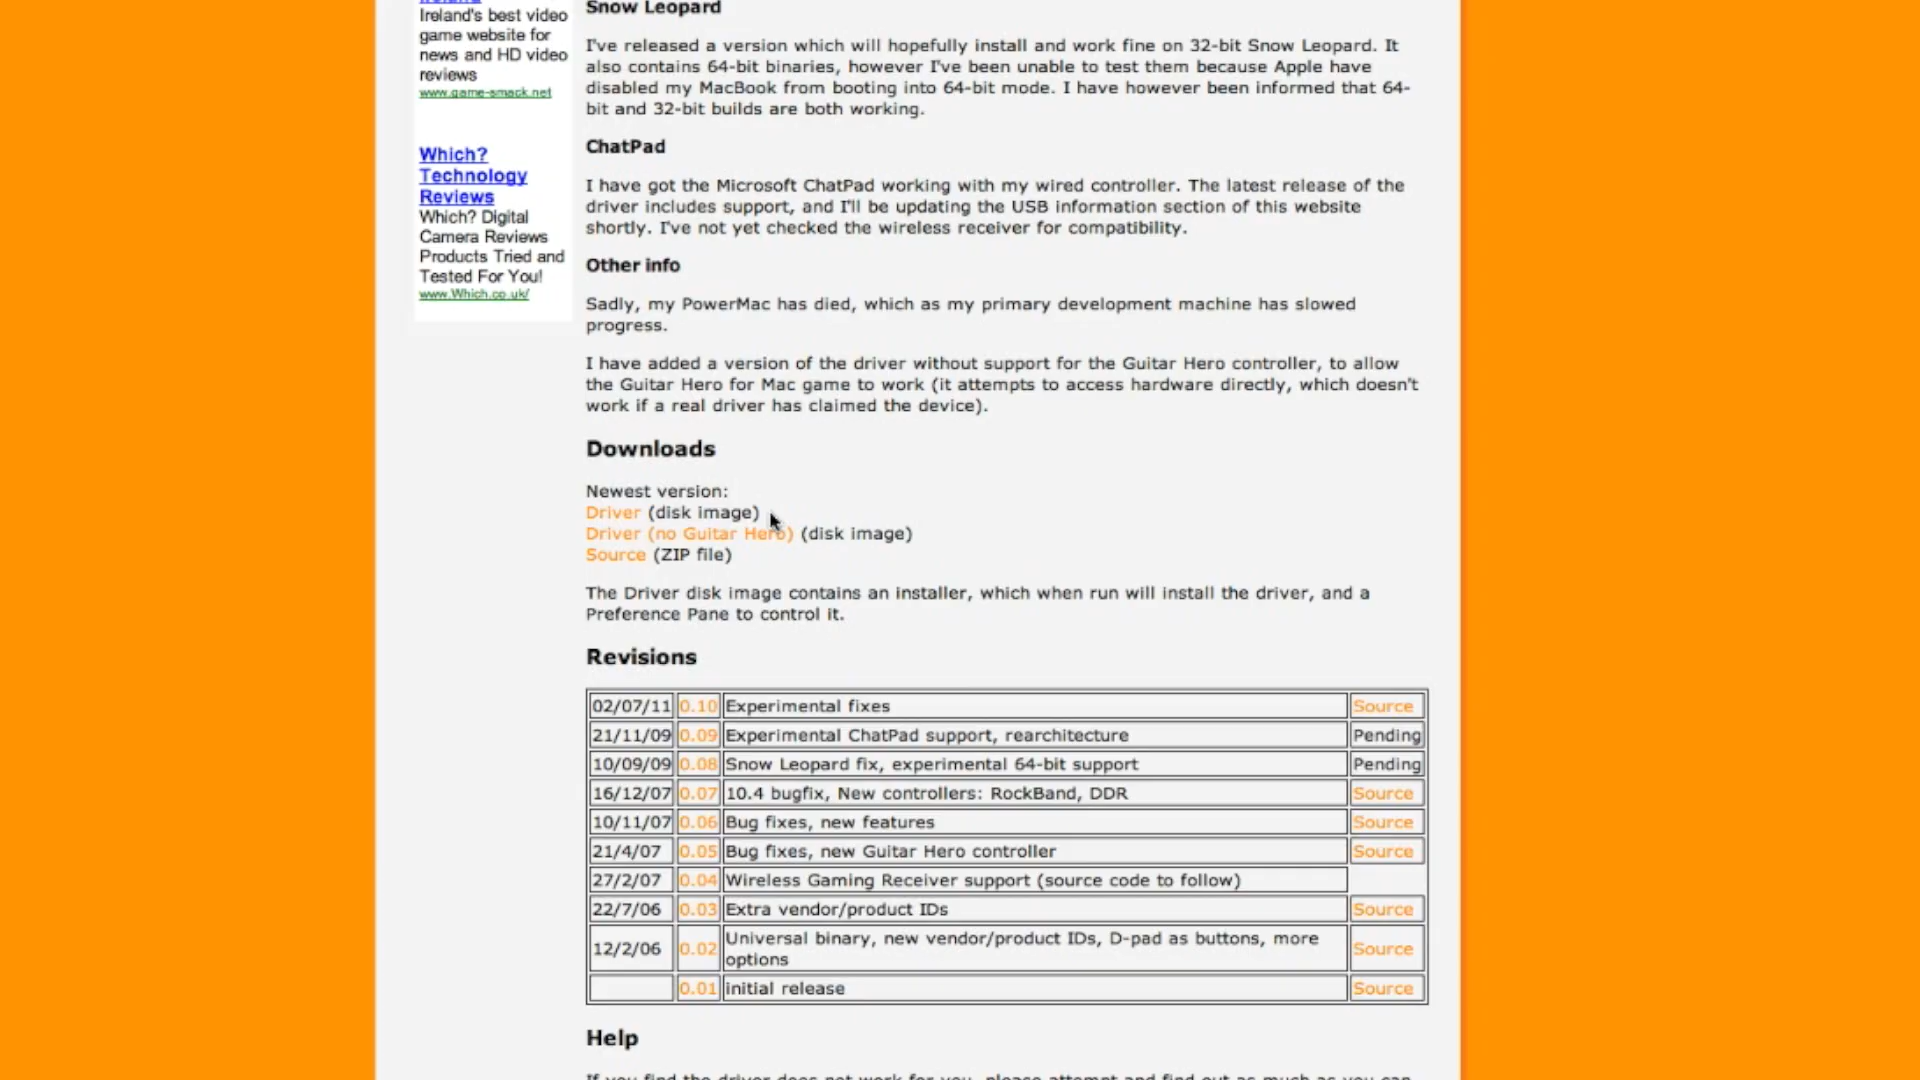 Ireland's best video
game website for
news and HD video
reviews
www.game-smack.net
Which?
Technology
Reviews
Which? Digital
Camera Reviews
Products Tried and
Tested For You!
www.Which.co.uk/
Snow Leopard
I've released a version which will hopefully install and work fine on 32-bit Snow Leopard. It
also contains 64-bit binaries, however I've been unable to test them because Apple have
disabled my MacBook from booting into 64-bit mode. I have however been informed that 64-
bit and 32-bit builds are both working.
ChatPad
I have got the Microsoft ChatPad working with my wired controller. The latest release of the
driver includes support, and I'll be updating the USB information section of this website
shortly. I've not yet checked the wireless receiver for compatibility.
Other info
Sadly, my PowerMac has died, which as my primary development machine has slowed
progress.
I have added a version of the driver without support for the Guitar Hero controller, to allow
the Guitar Hero for Mac game to work (it attempts to access hardware directly, which doesn't
work if a real driver has claimed the device).
Downloads
Newest version:
Driver (disk image)
Driver (no Guitar Hero) (disk image)
Source (ZIP file)
The Driver disk image contains an installer, which when run will install the driver, and a
Preference Pane to control it.
Revisions
02/07/11 0.10 Experimental fixes Source
21/11/09 0.09 Experimental ChatPad support, rearchitecture Pending
10/09/09 0.08 Snow Leopard fix, experimental 64-bit support Pending
16/12/07 0.07 10.4 bugfix, New controllers: RockBand, DDR Source
10/11/07 0.06 Bug fixes, new features Source
21/4/07 0.05 Bug fixes, new Guitar Hero controller Source
27/2/07 0.04 Wireless Gaming Receiver support (source code to follow)
22/7/06 0.03 Extra vendor/product IDs Source
12/2/06 0.02 Universal binary, new vendor/product IDs, D-pad as buttons, more
options Source
0.01 initial release Source
Help
If you find the driver does not work for you, please attempt and find out as much as you can